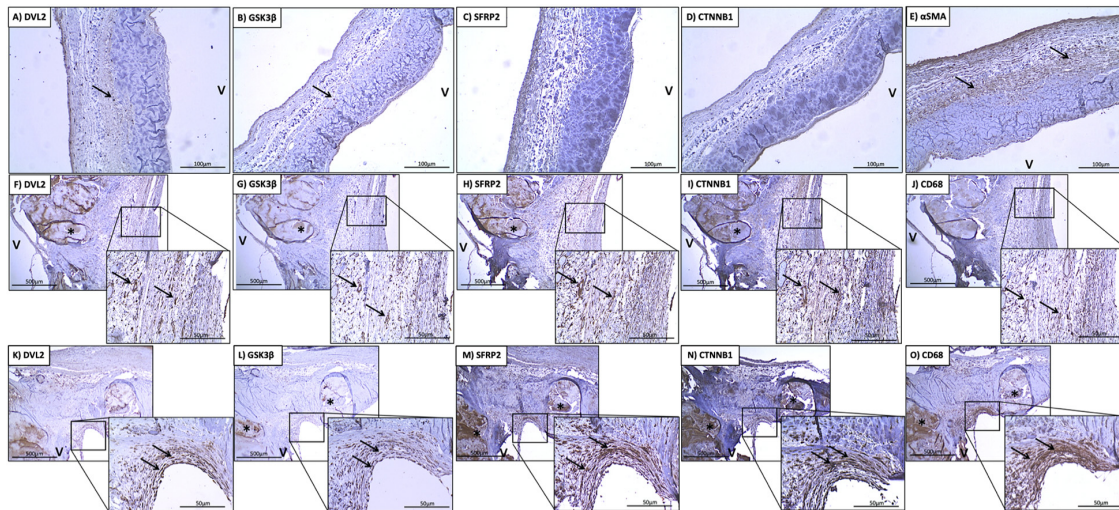 A) DVL2
B) GSK3β
C) SFRP2
D) CTNNB1
E) αSMA
V
V
V
V
V
100μm
100μm
100μm
100μm
100μm
F) DVL2
G) GSK3β
H) SFRP2
I) CTNNB1
J) CD68
*
*
*
*
V
V
V
V
V
500μm
500μm
500μm
500μm
500μm
50μm
50μm
50μm
50μm
50μm
K) DVL2
L) GSK3β
M) SFRP2
N) CTNNB1
O) CD68
*
*
*
*
*
*
*
*
*
V
V
V
V
V
500μm
500μm
500μm
500μm
500μm
50μm
50μm
50μm
50μm
50μm